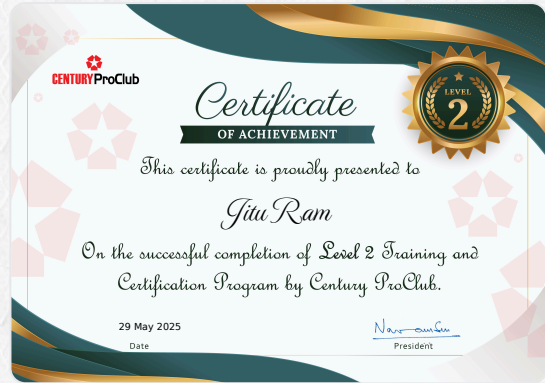 CENTURY ProClub
Certificate
OF ACHIEVEMENT
LEVEL
2
This certificate is proudly presented to
Jitu Ram
On the successful completion of Level 2 Training and
Certification Program by Century ProClub.
29 May 2025
Date
President